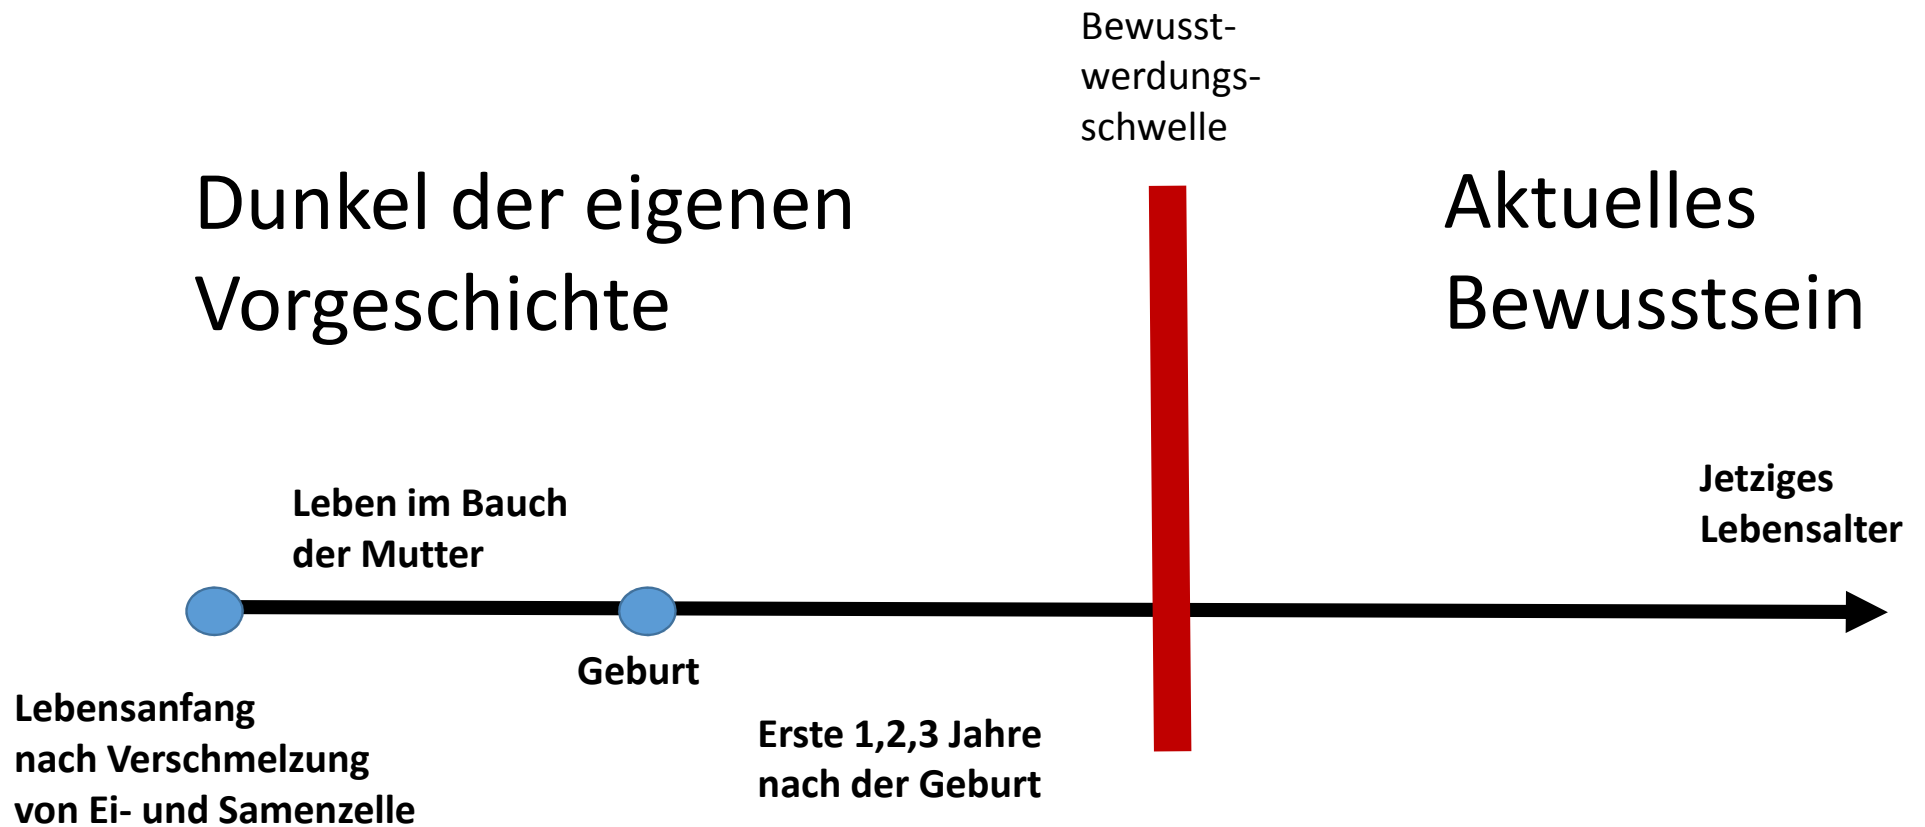 Bewusst-
werdungs-
schwelle
Dunkel der eigenen
Vorgeschichte
Aktuelles
Bewusstsein
Leben im Bauch
der Mutter
Jetziges
Lebensalter
Geburt
Lebensanfang
nach Verschmelzung
von Ei- und Samenzelle
Erste 1,2,3 Jahre
nach der Geburt